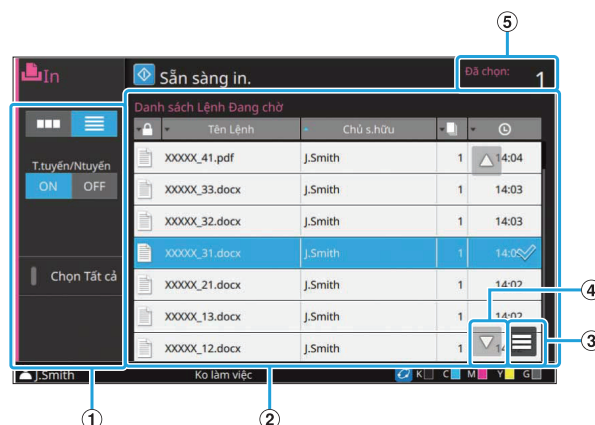 ⑤
In
Sẵn sàng in.
Đã chọn:
1
Danh sách Lệnh Đang chờ
Tên Lệnh
Chủ s.hữu
T.tuyến/Ntuyến
ON OFF
Chọn Tất cả
XXXXX_41.pdf J.Smith 1 14:04
XXXXX_33.docx J.Smith 1 14:03
XXXXX_32.docx J.Smith 1 14:03
XXXXX_31.docx J.Smith 1
XXXXX_21.docx J.Smith 1 14:02
XXXXX_13.docx J.Smith 1 14:02
XXXXX_12.docx J.Smith 1
④
③
J.Smith
Ko làm việc
K C M Y G
① ②